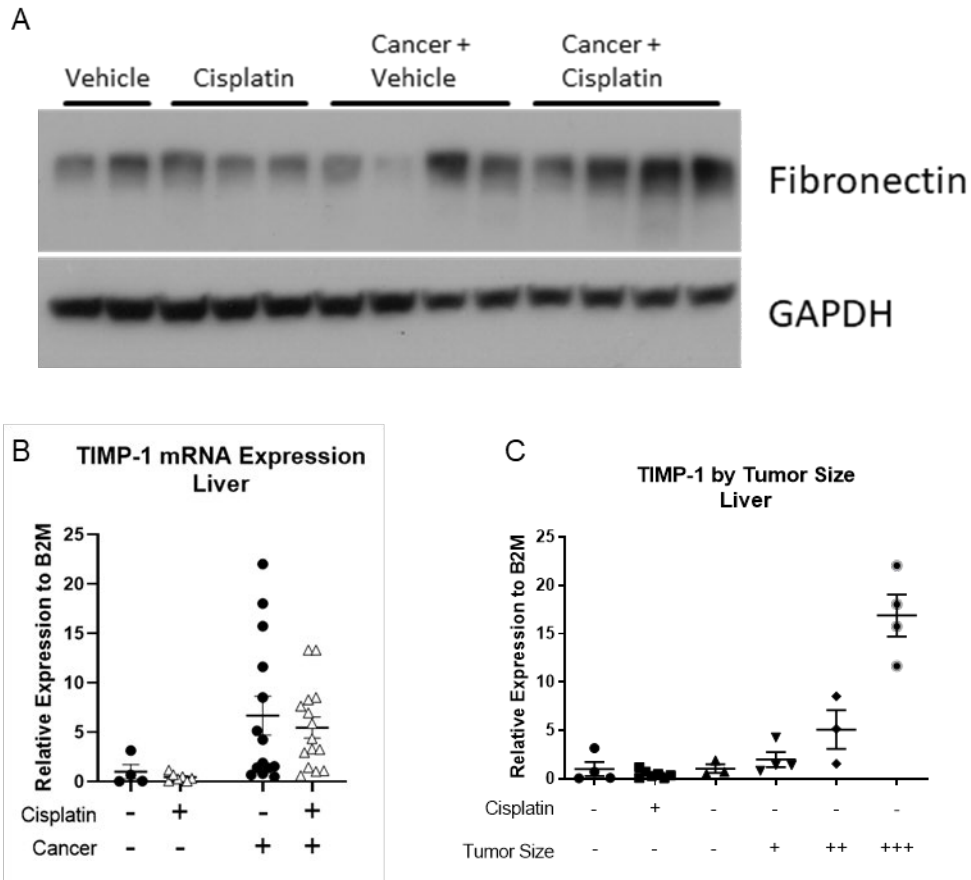 A
Vehicle
Cisplatin
Cancer +
Vehicle
Cancer +
Cisplatin
Fibronectin
GAPDH
B
TIMP-1 mRNA Expression
Liver
Relative Expression to B2M
25
20
15
10
5
0
Cisplatin - + - +
Cancer - - + +
C
TIMP-1 by Tumor Size
Liver
Relative Expression to B2M
25
20
15
10
5
0
Cisplatin - + - - - -
Tumor Size - - - + ++ +++